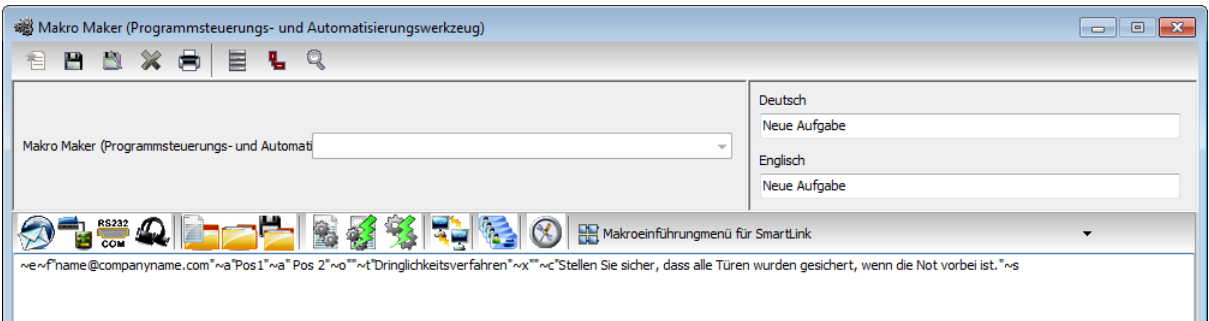 Makro Maker (Programmsteuerungs- und Automatisierungswerkzeug)
Deutsch
Neue Aufgabe
Makro Maker (Programmsteuerungs- und Automati
Englisch
Neue Aufgabe
RS232
COM
Makroeinführungmenü für SmartLink
~e~f"name@companyname.com"~a"Pos1"~a" Pos 2"~o""~t"Dringlichkeitsverfahren"~x""~c"Stellen Sie sicher, dass alle Türen wurden gesichert, wenn die Not vorbei ist."~s